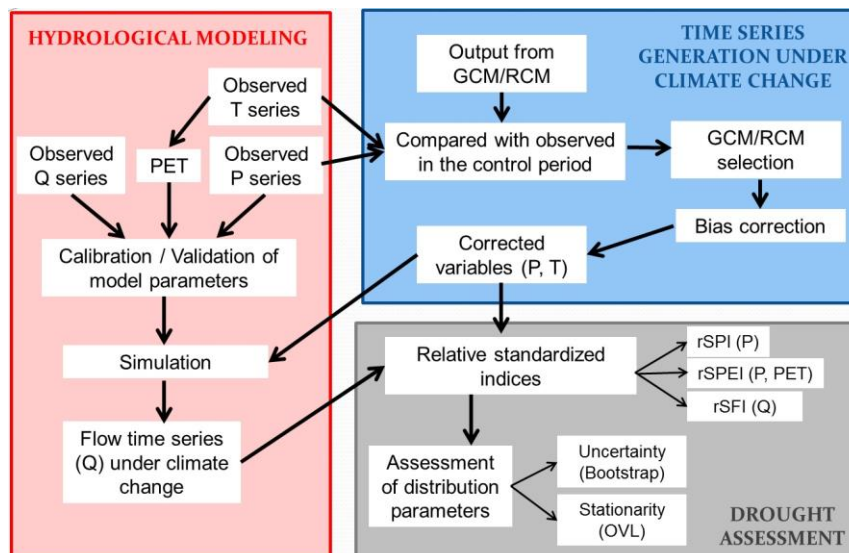 HYDROLOGICAL MODELING
Observed
T series
Observed
Q series
PET
Observed
P series
Calibration / Validation of
model parameters
Simulation
Flow time series
(Q) under climate
change
TIME SERIES
GENERATION UNDER
CLIMATE CHANGE
Output from
GCM/RCM
Compared with observed
in the control period
GCM/RCM
selection
Bias correction
Corrected
variables (P, T)
Relative standardized
indices
rSPI (P)
rSPEI (P, PET)
rSFI (Q)
Assessment
of distribution
parameters
Uncertainty
(Bootstrap)
Stationarity
(OVL)
DROUGHT
ASSESSMENT